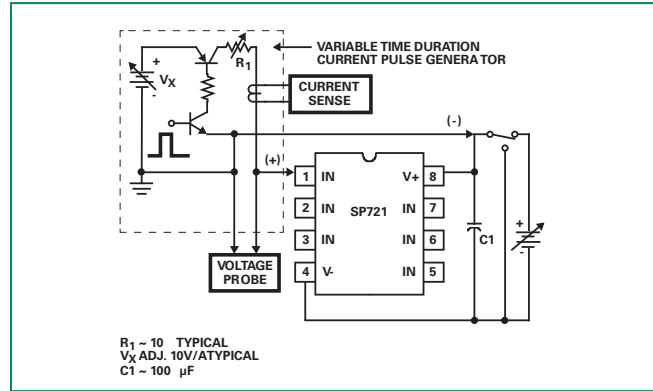 VARIABLE TIME DURATION
CURRENT PULSE GENERATOR
+
VX
-
R1
CURRENT
SENSE
(-)
(+)
1 IN V+ 8
2 IN SP721 IN 7
3 IN IN 6
4 V- IN 5
C1
+
-
VOLTAGE
PROBE
R1 ~ 10 TYPICAL
VX ADJ. 10V/ATYPICAL
C1 ~ 100 µF